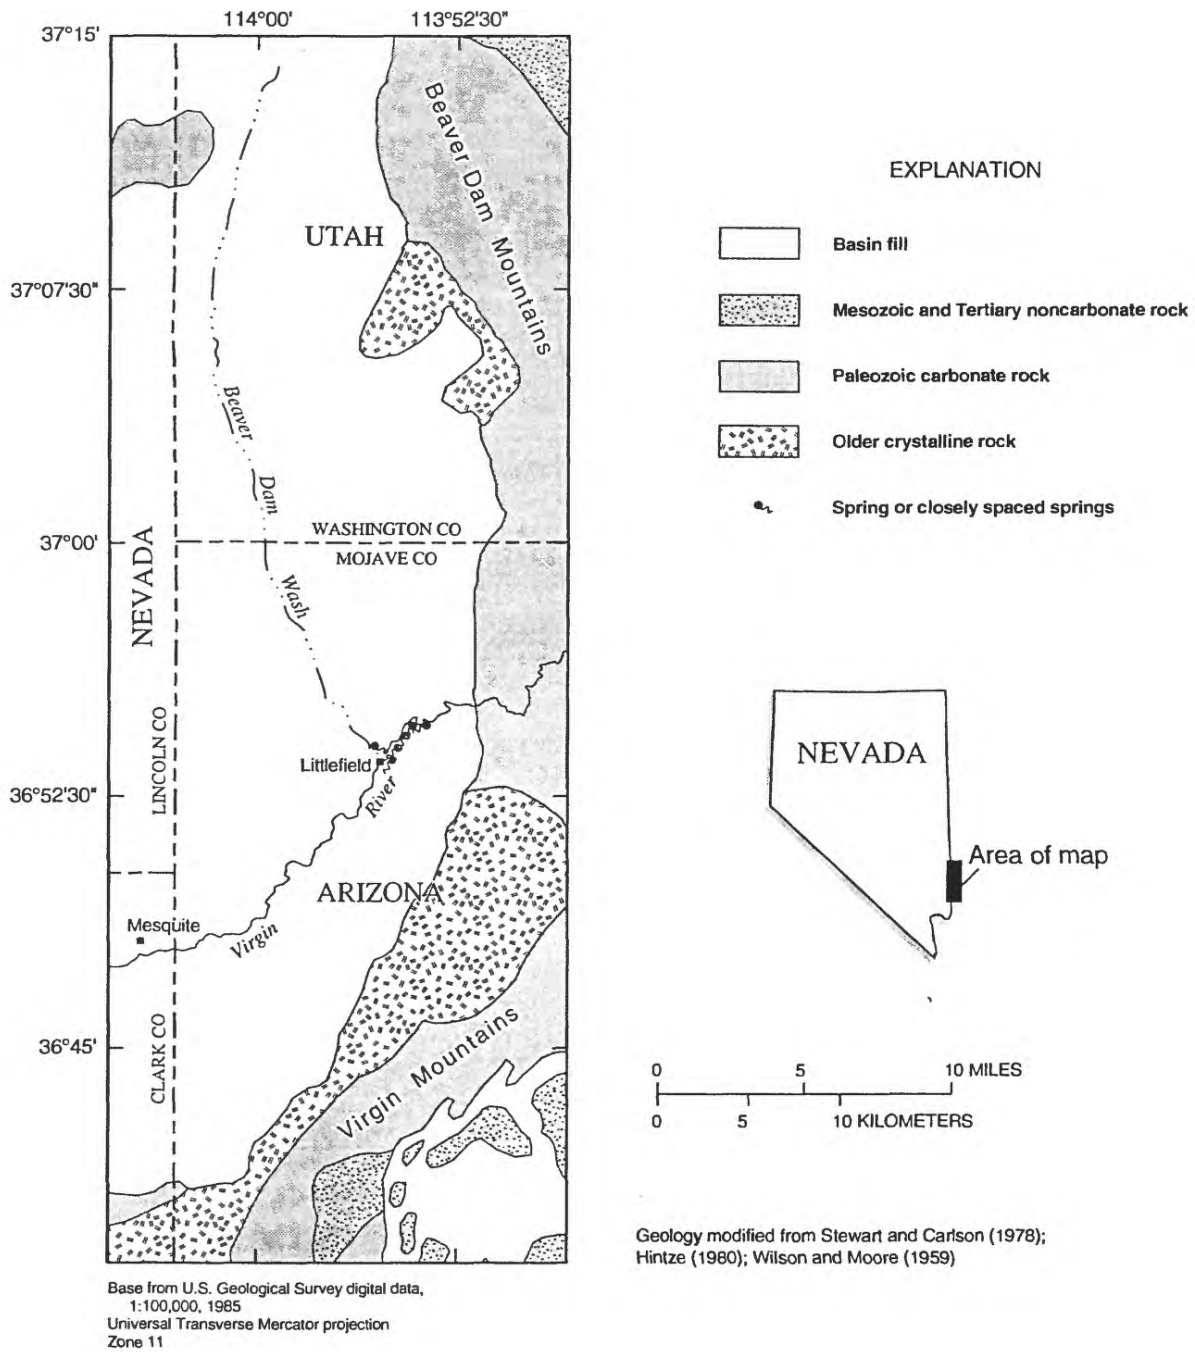 114°00'
113°52'30"
37°15'
Beaver Dam Mountains
UTAH
37°07'30"
Beaver
Dam
Wash
WASHINGTON CO
37°00'
MOJAVE CO
NEVADA
LINCOLN CO
Littlefield
36°52'30"
River
ARIZONA
Mesquite
Virgin
36°45'
CLARK CO
Virgin Mountains
Base from U.S. Geological Survey digital data,
1:100,000, 1985
Universal Transverse Mercator projection
Zone 11
EXPLANATION
Basin fill
Mesozoic and Tertiary noncarbonate rock
Paleozoic carbonate rock
Older crystalline rock
Spring or closely spaced springs
NEVADA
Area of map
0 5 10 MILES
0 5 10 KILOMETERS
Geology modified from Stewart and Carlson (1978);
Hintze (1980); Wilson and Moore (1959)